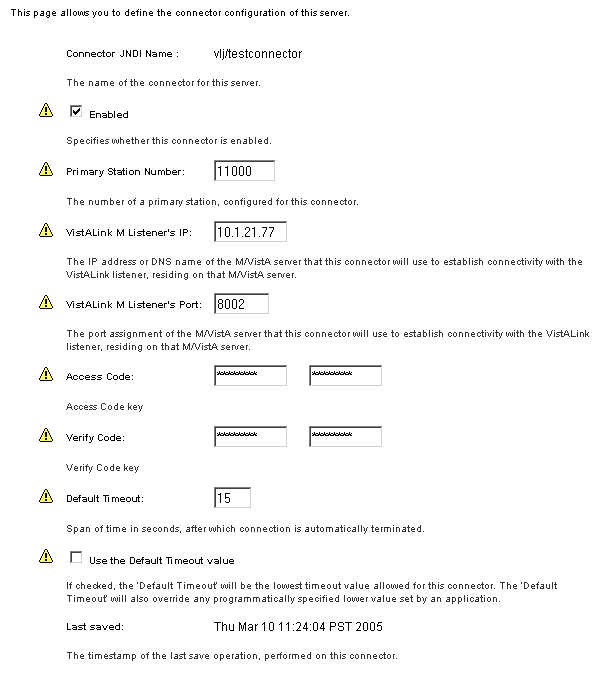 This page allows you to define the connector configuration of this server.
Connector JNDI Name : vlj/testconnector
The name of the connector for this server.
Enabled
Specifies whether this connector is enabled.
Primary Station Number: 11000
The number of a primary station, configured for this connector.
VistALink M Listener's IP: 10.1.21.77
The IP address or DNS name of the M/VistA server that this connector will use to establish connectivity with the
VistALink listener, residing on that M/VistA server.
VistALink M Listener's Port: 8002
The port assignment of the M/VistA server that this connector will use to establish connectivity with the VistALink
listener, residing on that M/VistA server.
Access Code: ********* *********
Access Code key
Verify Code: ********* *********
Verify Code key
Default Timeout: 15
Span of time in seconds, after which connection is automatically terminated.
Use the Default Timeout value
If checked, the 'Default Timeout' will be the lowest timeout value allowed for this connector. The 'Default
Timeout' will also override any programmatically specified lower value set by an application.
Last saved: Thu Mar 10 11:24:04 PST 2005
The timestamp of the last save operation, performed on this connector.